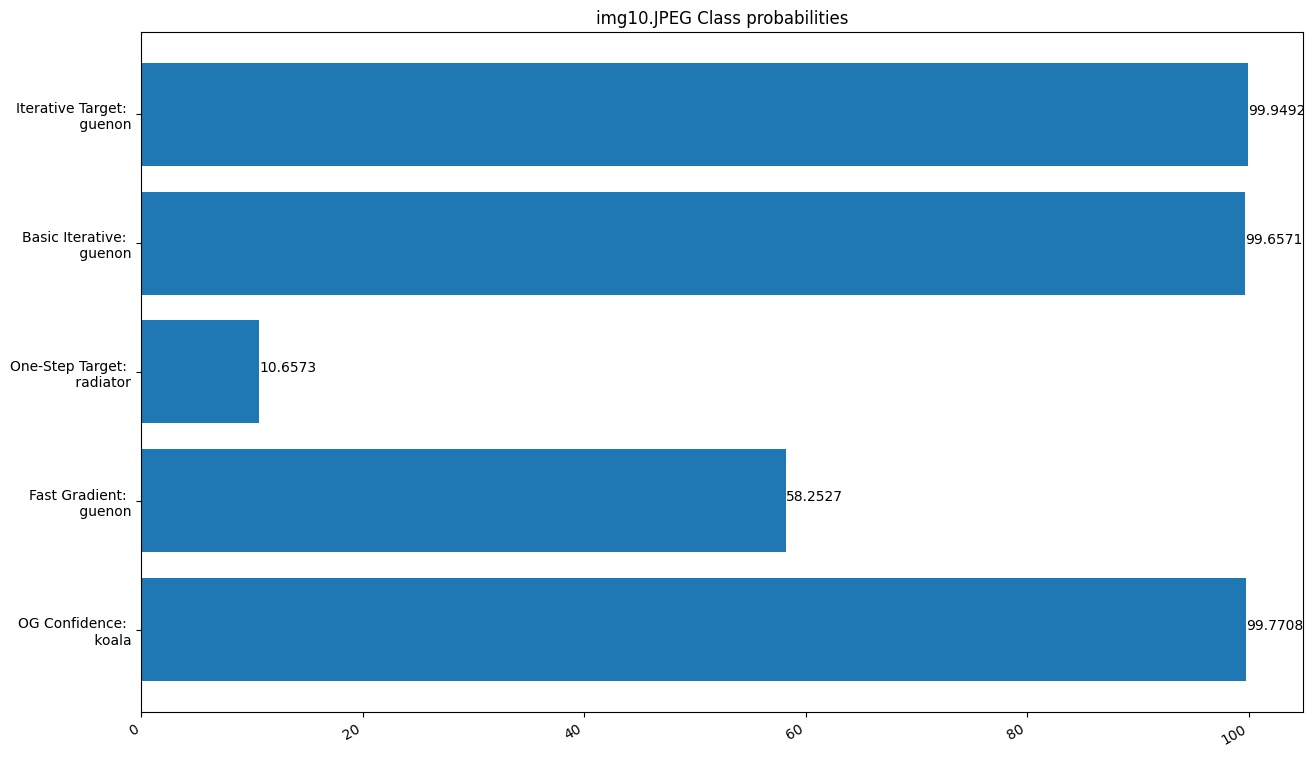 img10.JPEG Class probabilities
Iterative Target:
guenon
99.9492
Basic Iterative:
guenon
99.6571
One-Step Target:
radiator
10.6573
Fast Gradient:
guenon
58.2527
OG Confidence:
koala
99.7708
0
20
40
60
80
100